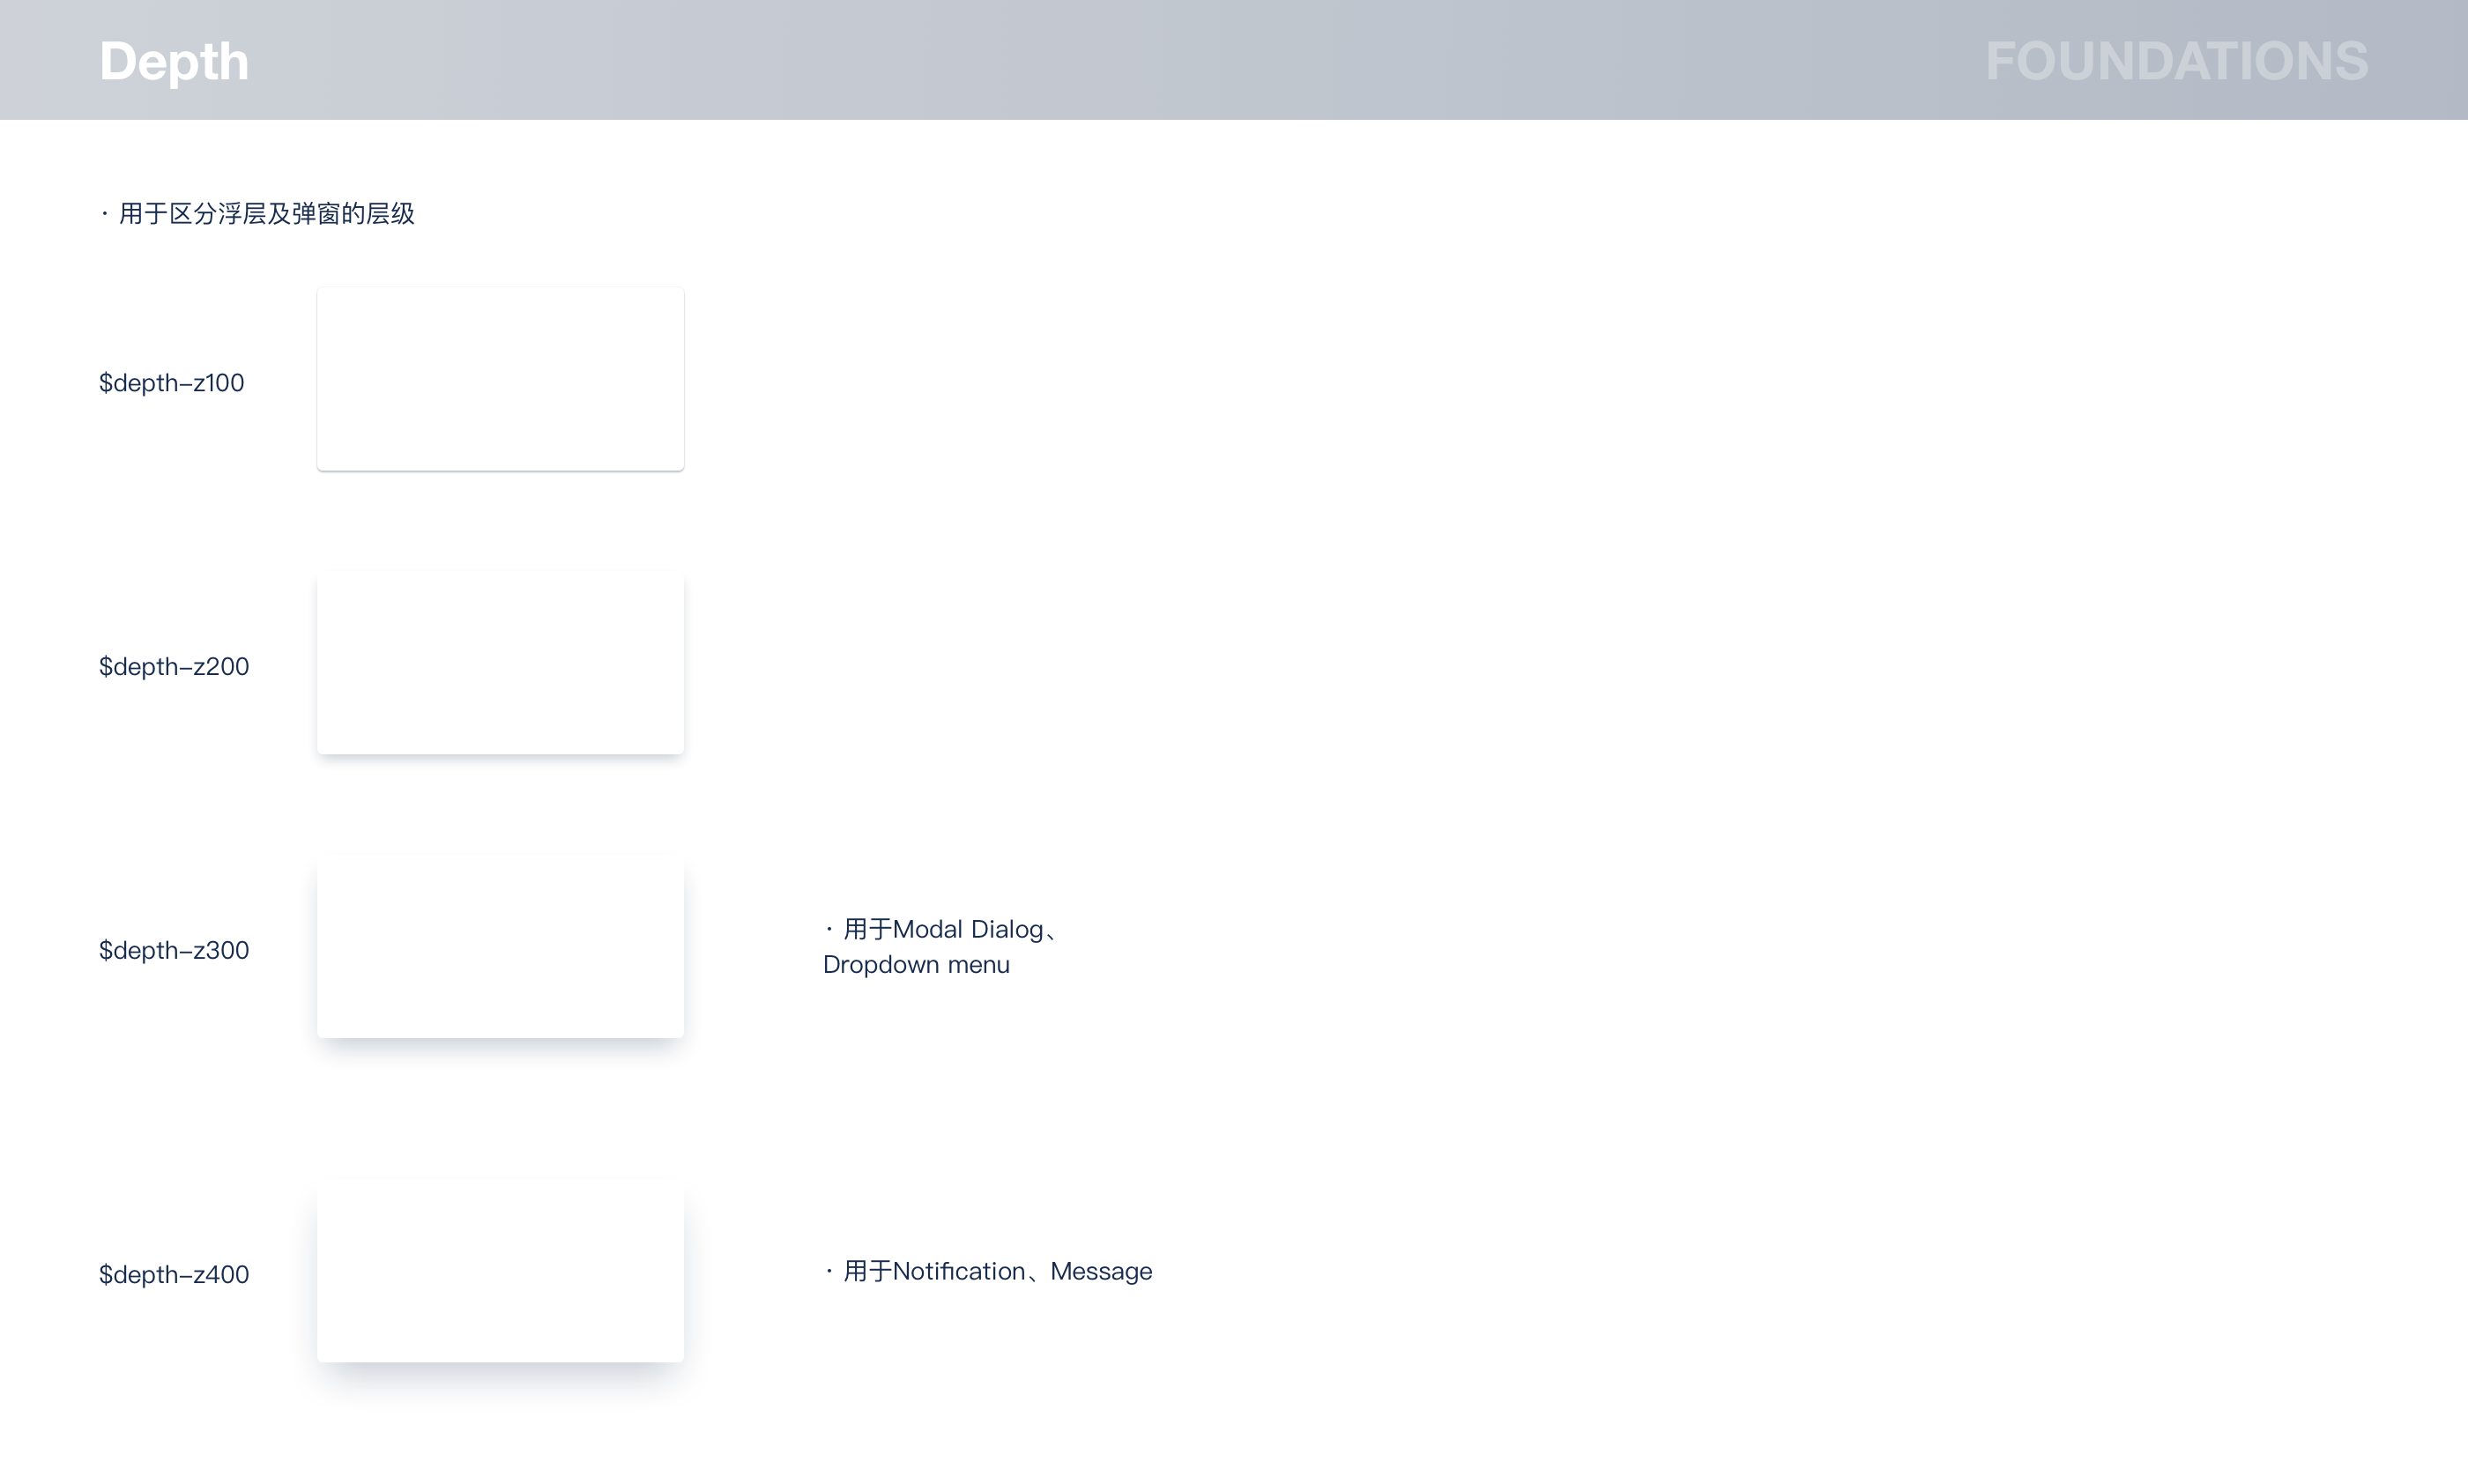 Depth
FOUNDATIONS
· 用于区分浮层及弹窗的层级
$depth-z100
$depth-z200
$depth-z300
· 用于Modal Dialog、
Dropdown menu
$depth-z400
· 用于Notification、Message